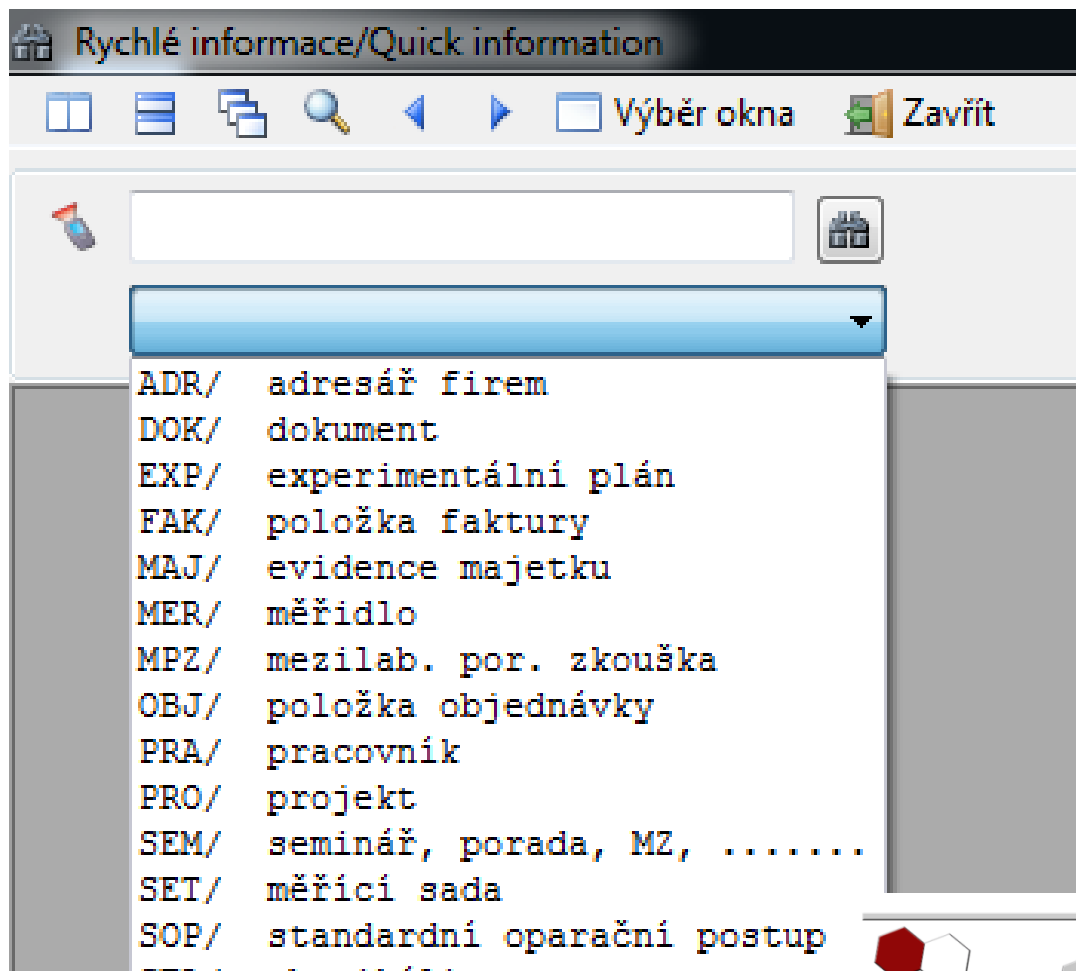 Rychlé informace/Quick information
Výběr okna Zavřít
ADR/ adresář firem
DOK/ dokument
EXP/ experimentální plán
FAK/ položka faktury
MAJ/ evidence majetku
MER/ měřidlo
MPZ/ mezilab. por. zkouška
OBJ/ položka objednávky
PRA/ pracovník
PRO/ projekt
SEM/ seminář, porada, MZ, .......
SET/ měřící sada
SOP/ standardní oparační postup